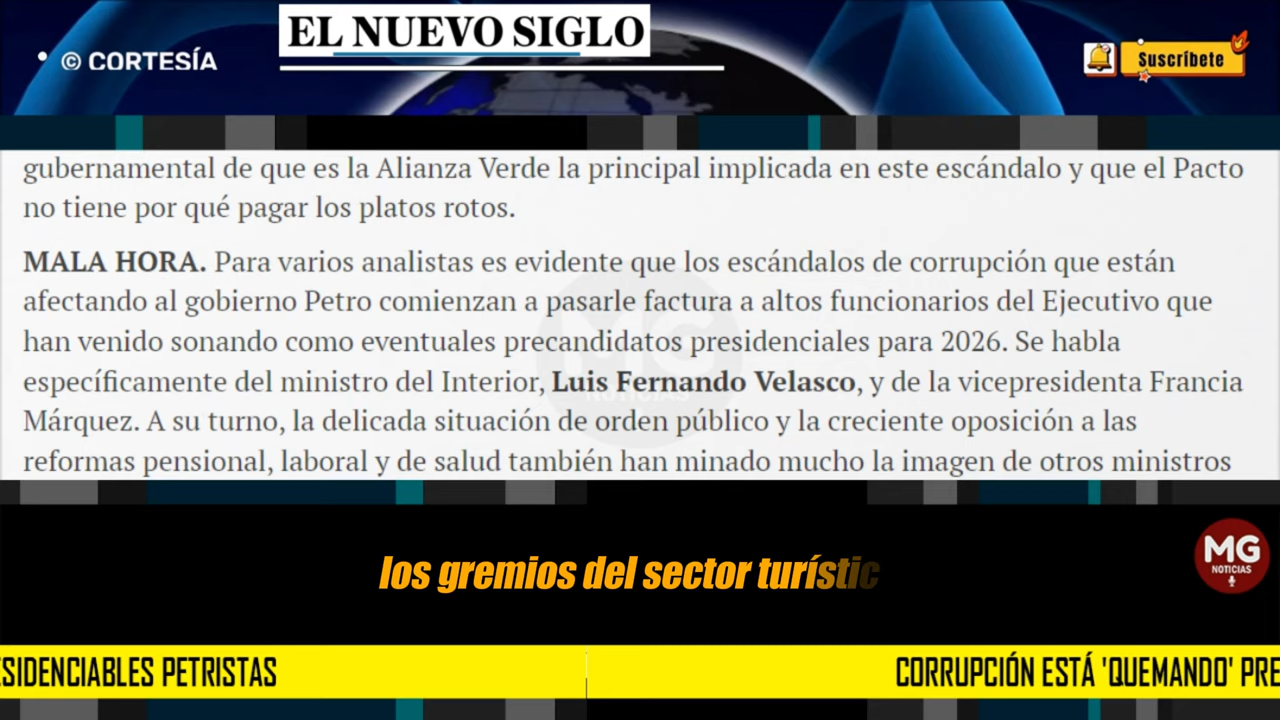 EL NUEVO SIGLO
© CORTESÍA
Suscríbete
gubernamental de que es la Alianza Verde la principal implicada en este escándalo y que el Pacto
no tiene por qué pagar los platos rotos.
MALA HORA. Para varios analistas es evidente que los escándalos de corrupción que están
afectando al gobierno Petro comienzan a pasarle factura a altos funcionarios del Ejecutivo que
han venido sonando como eventuales precandidatos presidenciales para 2026. Se habla
específicamente del ministro del Interior, Luis Fernando Velasco, y de la vicepresidenta Francia
Márquez. A su turno, la delicada situación de orden público y la creciente oposición a las
reformas pensional, laboral y de salud también han minado mucho la imagen de otros ministros
MG
NOTICIAS
los gremios del sector turístic
MG
NOTICIAS
ESIDENCIABLES PETRISTAS
CORRUPCIÓN ESTÁ 'QUEMANDO' PRE